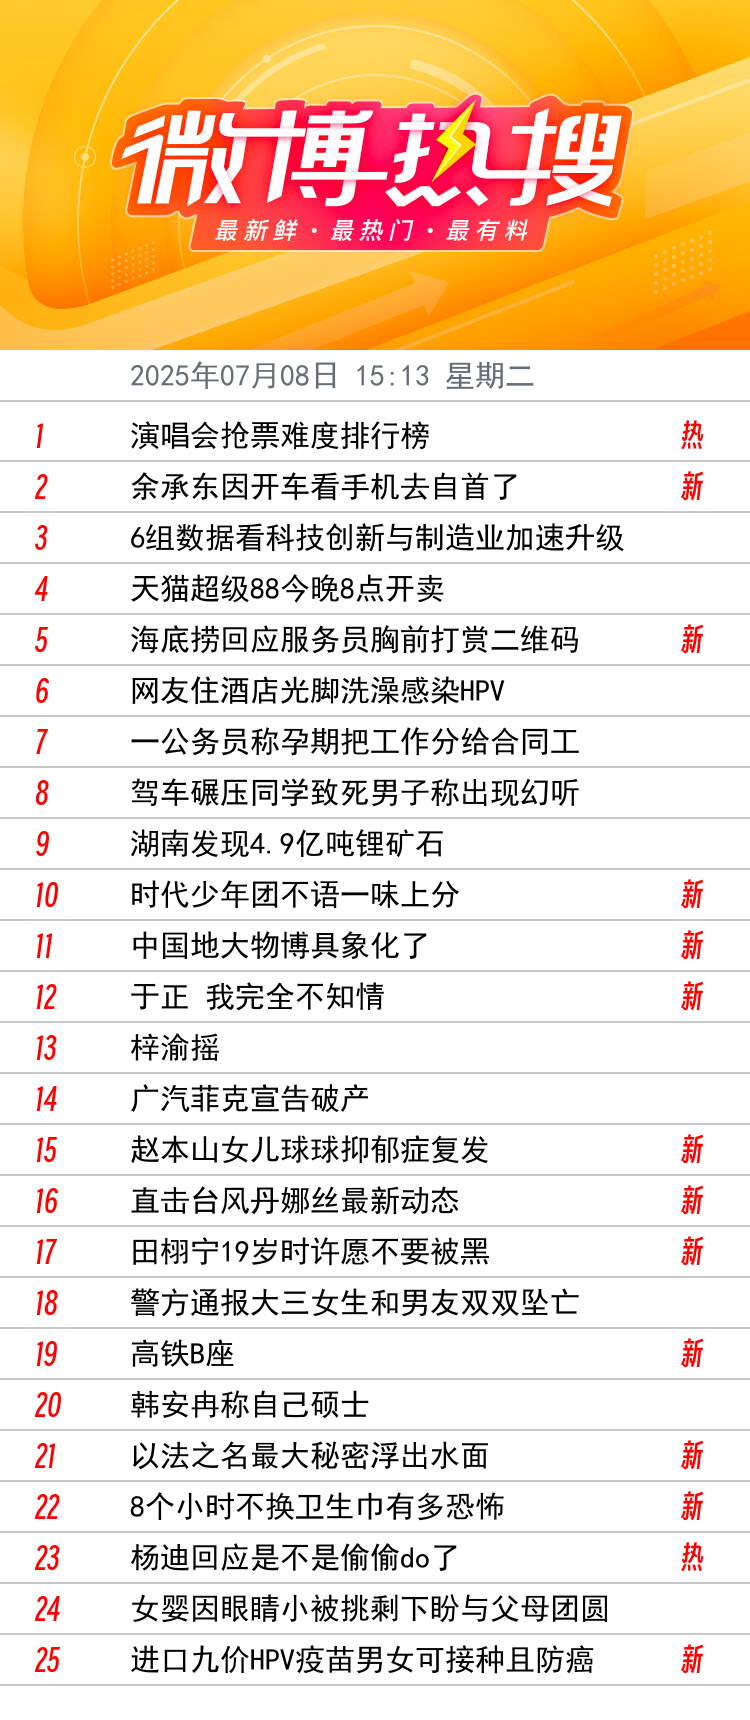 微博热搜
最新鲜·最热门·最有料
2025年07月08日 15:13 星期二
1 演唱会抢票难度排行榜 热
2 余承东因开车看手机去自首了 新
3 6组数据看科技创新与制造业加速升级
4 天猫超级88今晚8点开卖
5 海底捞回应服务员胸前打赏二维码 新
6 网友住酒店光脚洗澡感染HPV
7 一公务员称孕期把工作分给合同工
8 驾车碾压同学致死男子称出现幻听
9 湖南发现4.9亿吨锂矿石
10 时代少年团不语一味上分 新
11 中国地大物博具象化了 新
12 于正 我完全不知情 新
13 梓渝摇
14 广汽菲克宣告破产
15 赵本山女儿球球抑郁症复发 新
16 直击台风丹娜丝最新动态 新
17 田栩宁19岁时许愿不要被黑 新
18 警方通报大三女生和男友双双坠亡
19 高铁B座 新
20 韩安冉称自己硕士
21 以法之名最大秘密浮出水面 新
22 8个小时不换卫生巾有多恐怖 新
23 杨迪回应是不是偷偷do了 热
24 女婴因眼睛小被挑剩下盼与父母团圆
25 进口九价HPV疫苗男女可接种且防癌 新